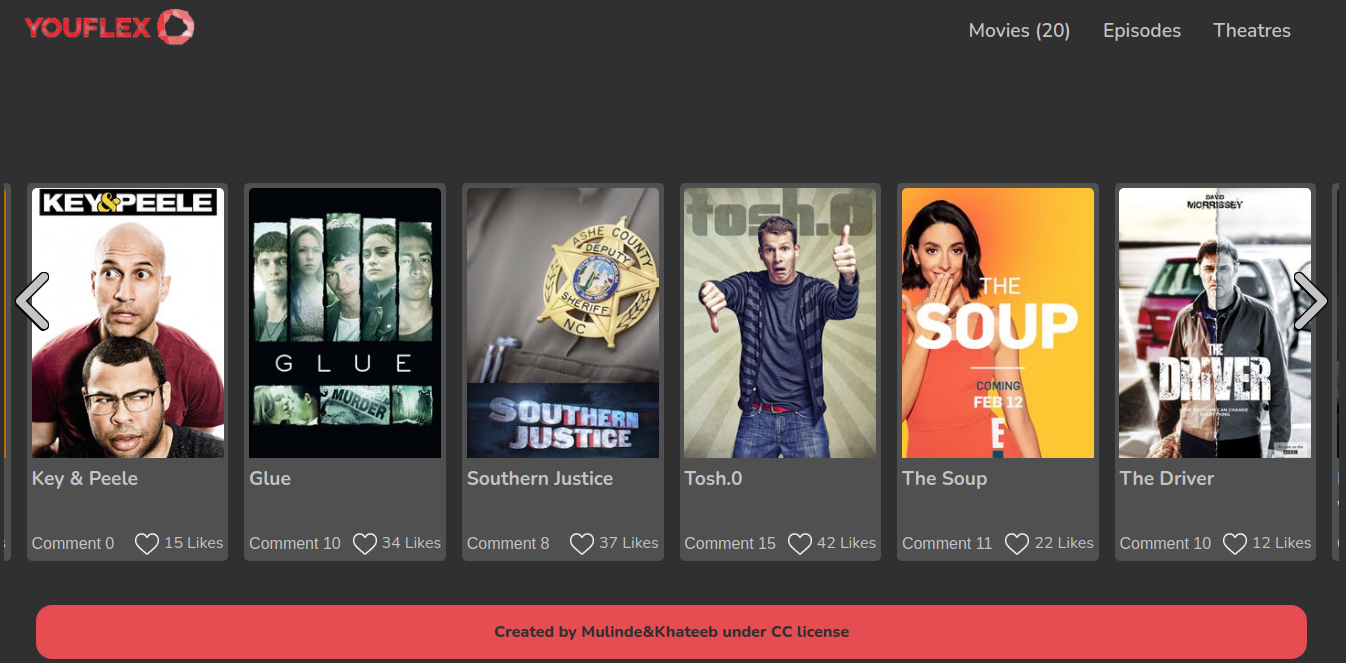 YOUFLEX
Movies (20) Episodes Theatres
KEY&PEELE
GLUE
MURDER
ASHE COUNTY
DEPUTY
SHERIFF
NC
SOUTHERN
JUSTICE
tosh.0
THE
SOUP
COMING
FEB 12
E
DAVID
MORRISSEY
THE
DRIVER
CAN CHANGE
EVERYTHING
BBC
Key & Peele
Glue
Southern Justice
Tosh.0
The Soup
The Driver
Comment 0 15 Likes
Comment 10 34 Likes
Comment 8 37 Likes
Comment 15 42 Likes
Comment 11 22 Likes
Comment 10 12 Likes
Created by Mulinde&Khateeb under CC license